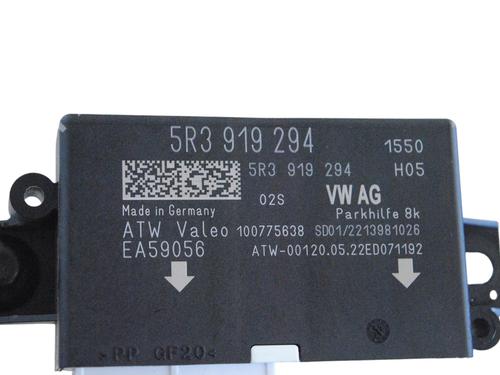 5R3 919 294 1550
5R3 919 294 H05
02S VW AG
Made in Germany Parkhilfe 8k
ATW Valeo 100775638 SD01/2213981026
EA59056 ATW-00120.05.22ED071192
>PP GF20<